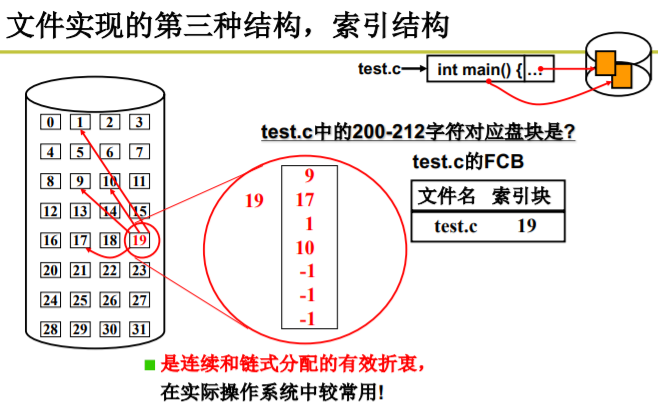 文件实现的第三种结构，索引结构
test.c int main() { ...
test.c中的200-212字符对应盘块是?
test.c的FCB
文件名 索引块
test.c 19
0 1 2 3
4 5 6 7
8 9 10 11
12 13 14 15
16 17 18 19
20 21 22 23
24 25 26 27
28 29 30 31
19
9
17
1
10
-1
-1
-1
是连续和链式分配的有效折衷，
在实际操作系统中较常用!